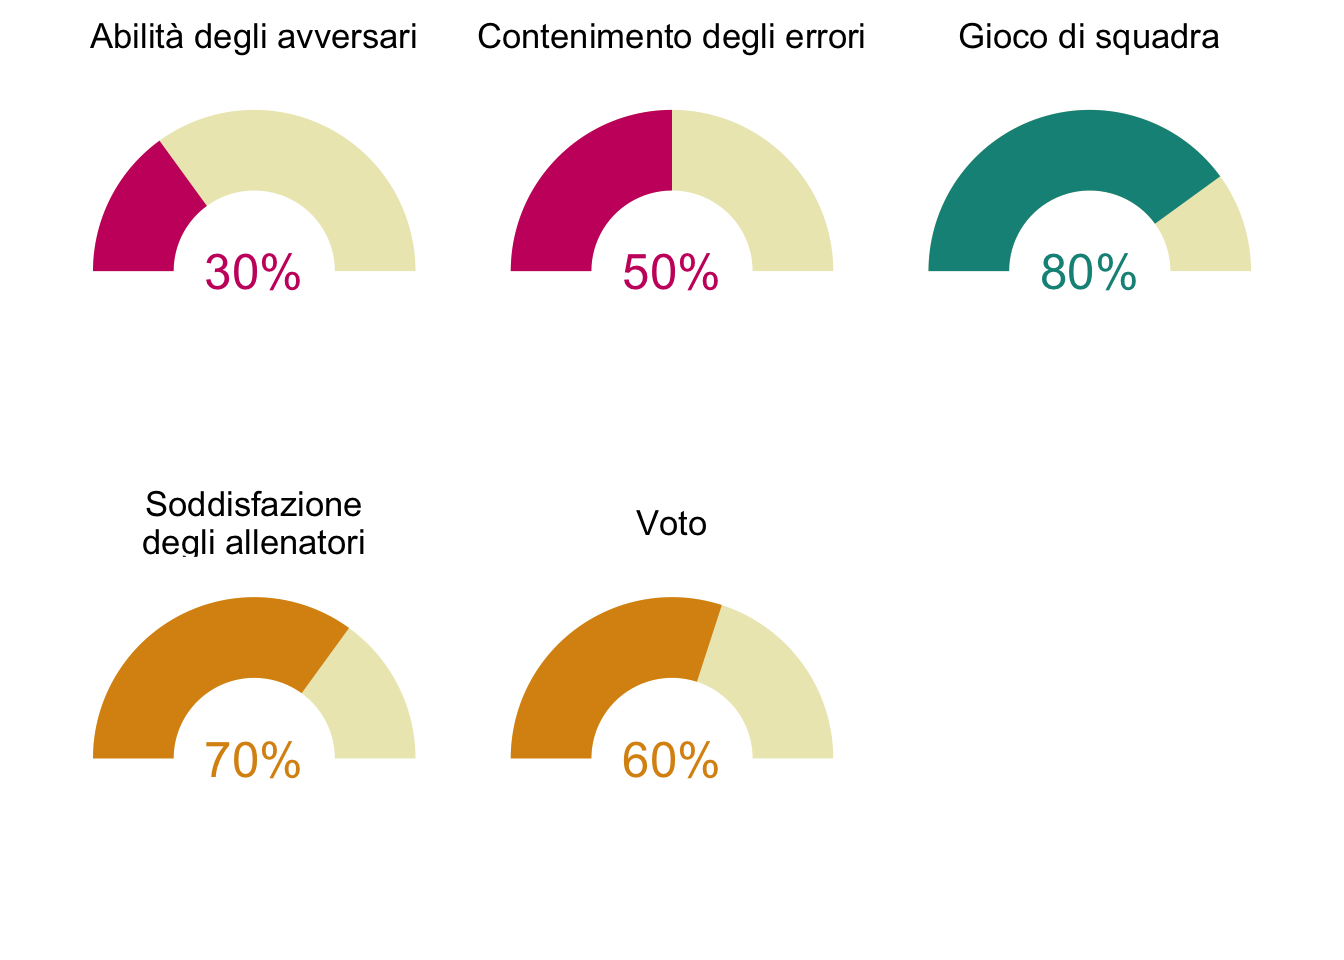 Abilità degli avversari
Contenimento degli errori
Gioco di squadra
30%
50%
80%
Soddisfazione
degli allenatori
Voto
70%
60%